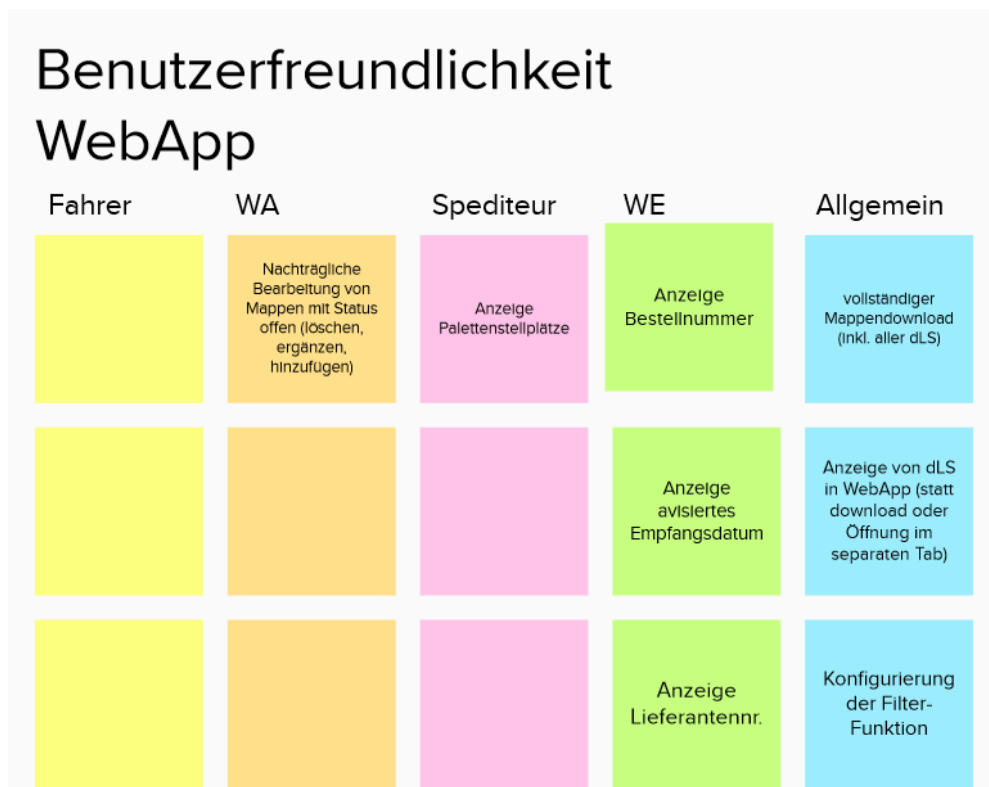 Benutzerfreundlichkeit
WebApp
Fahrer
WA
Spediteur
WE
Allgemein
Nachträgliche
Bearbeitung von
Mappen mit Status
offen (löschen,
ergänzen,
hinzufügen)
Anzeige
Palettenstellplätze
Anzeige
Bestellnummer
vollständiger
Mappendownload
(inkl. aller dLS)
Anzeige
avisiertes
Empfangsdatum
Anzeige von dLS
in WebApp (statt
download oder
Öffnung im
separaten Tab)
Anzeige
Lieferantennr.
Konfigurierung
der Filter-
Funktion